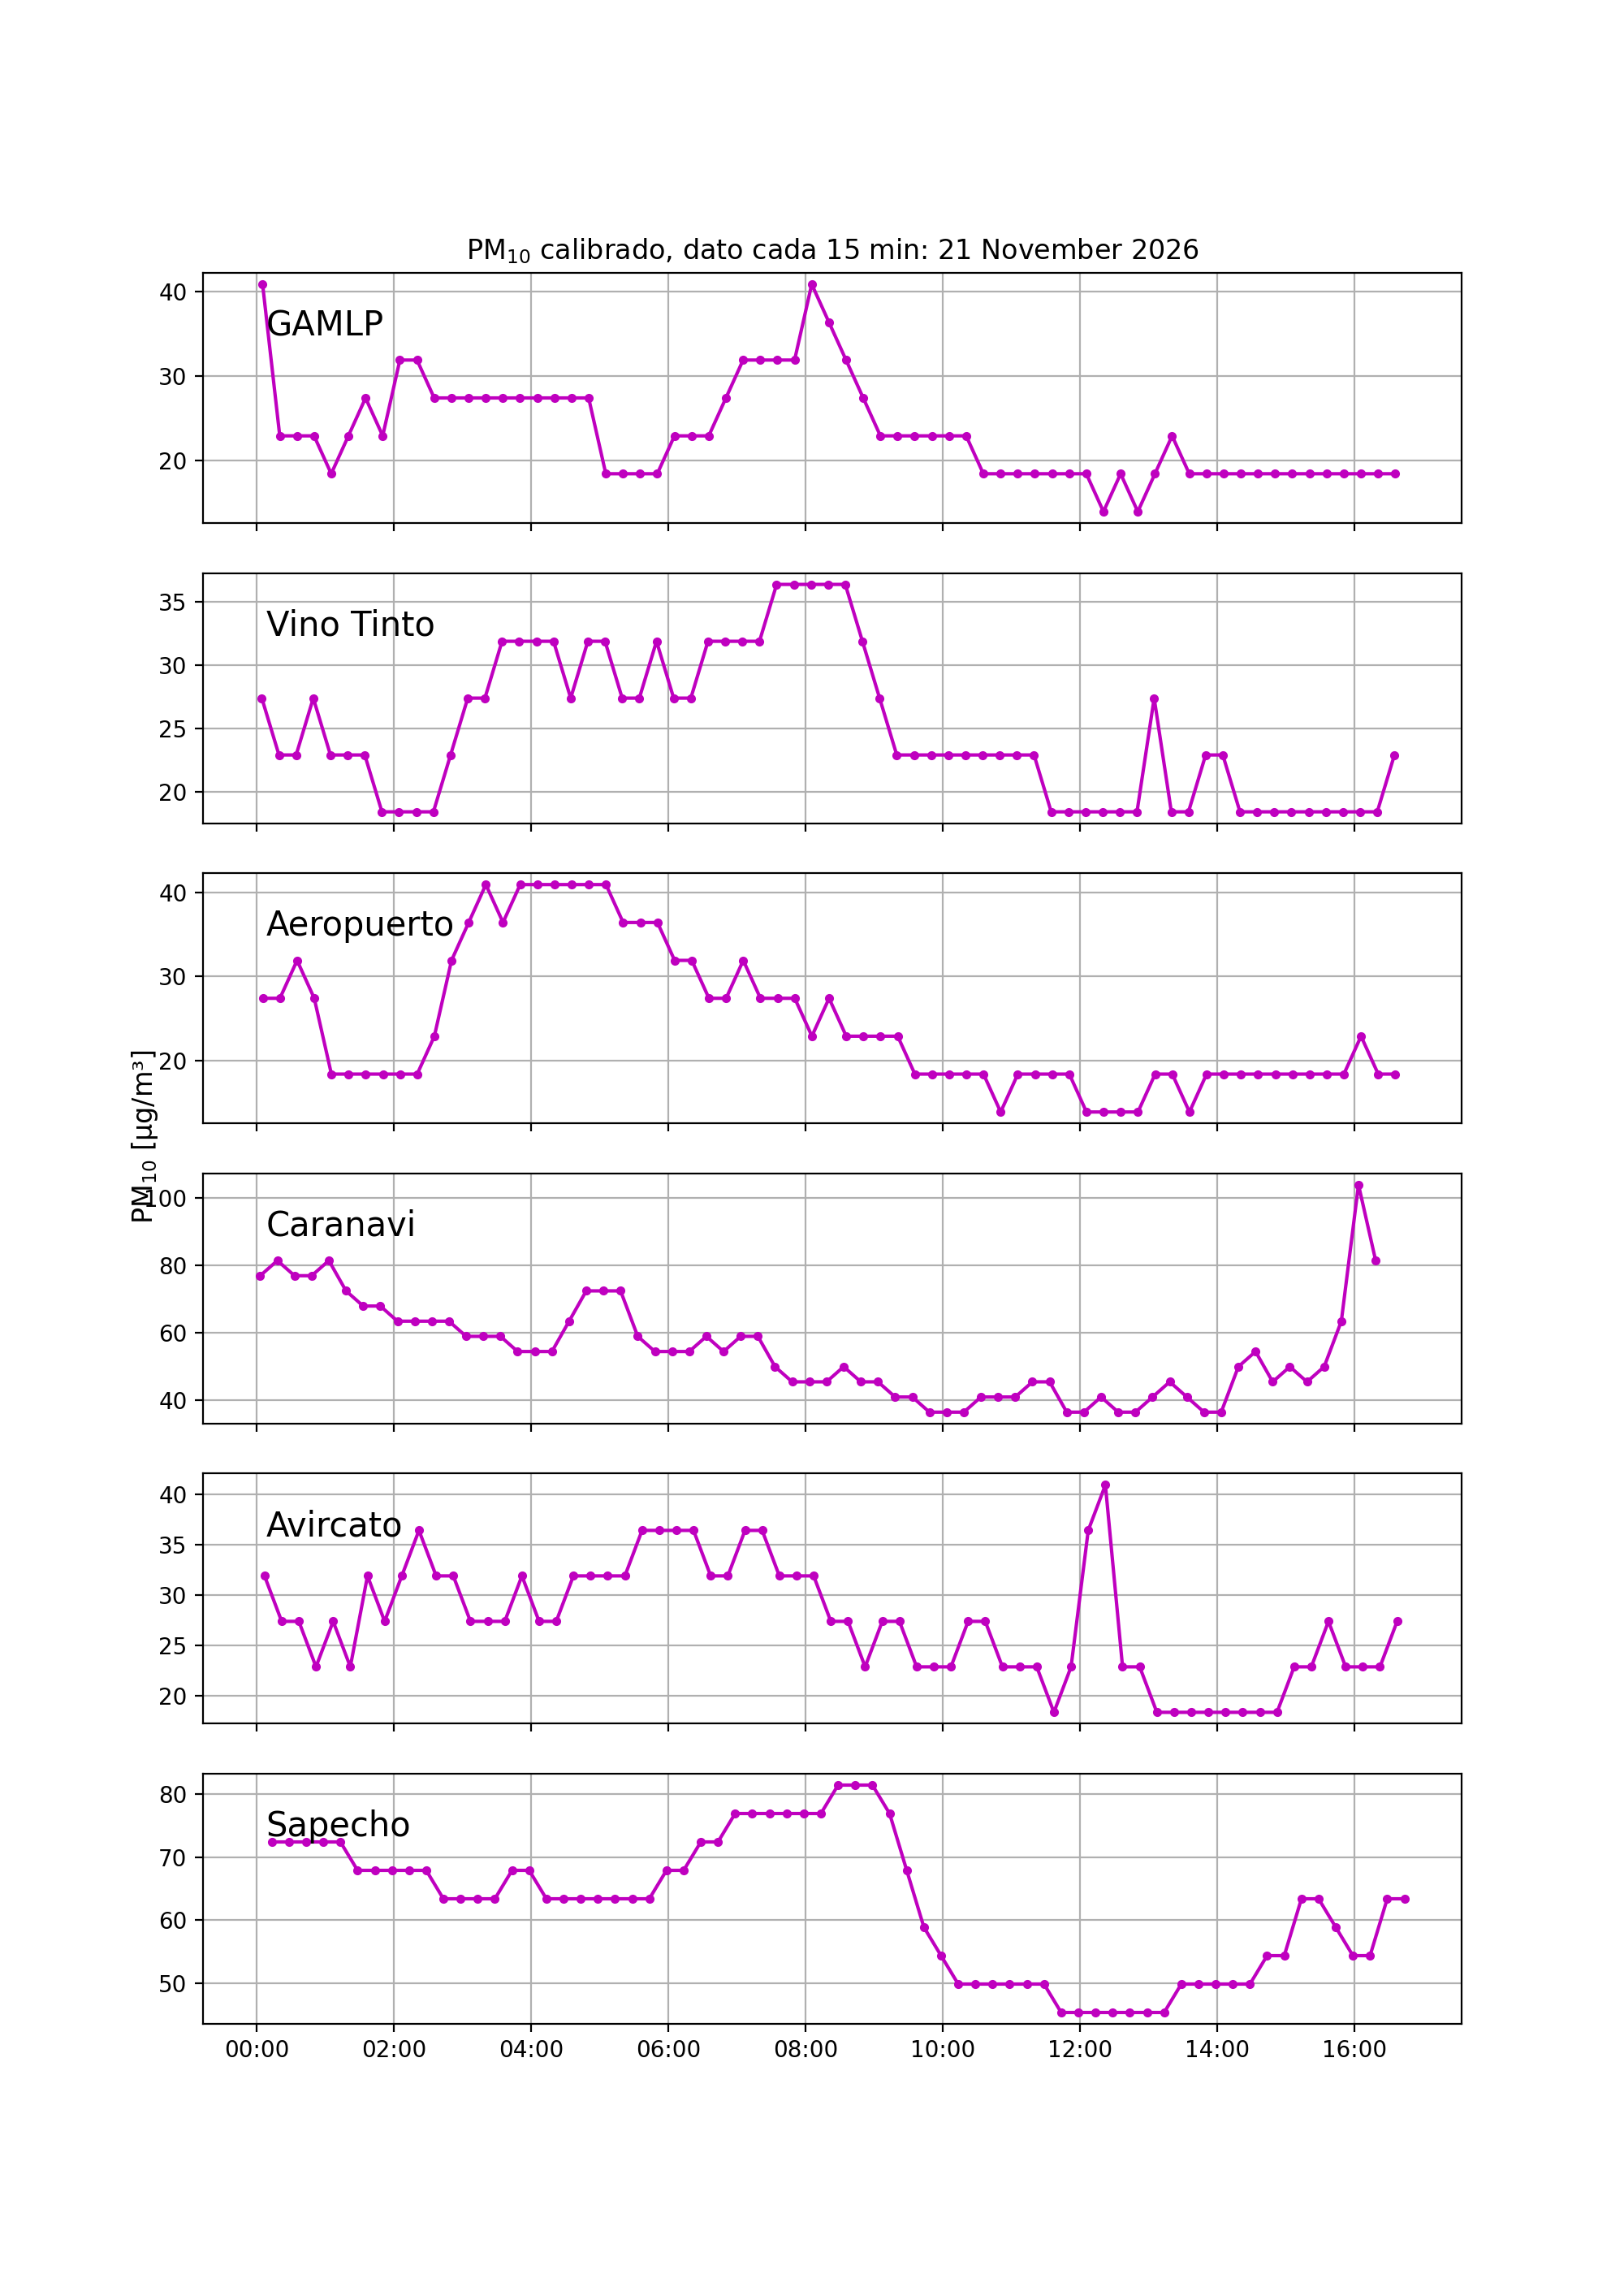 PM₁₀ calibrado, dato cada 15 min: 21 November 2026
40
GAMLP
30
20
35
Vino Tinto
30
25
20
40
Aeropuerto
30
20
PM₁₀ [µg/m³]
100
Caranavi
80
60
40
40
Avircato
35
30
25
20
80
Sapecho
70
60
50
00:00 02:00 04:00 06:00 08:00 10:00 12:00 14:00 16:00